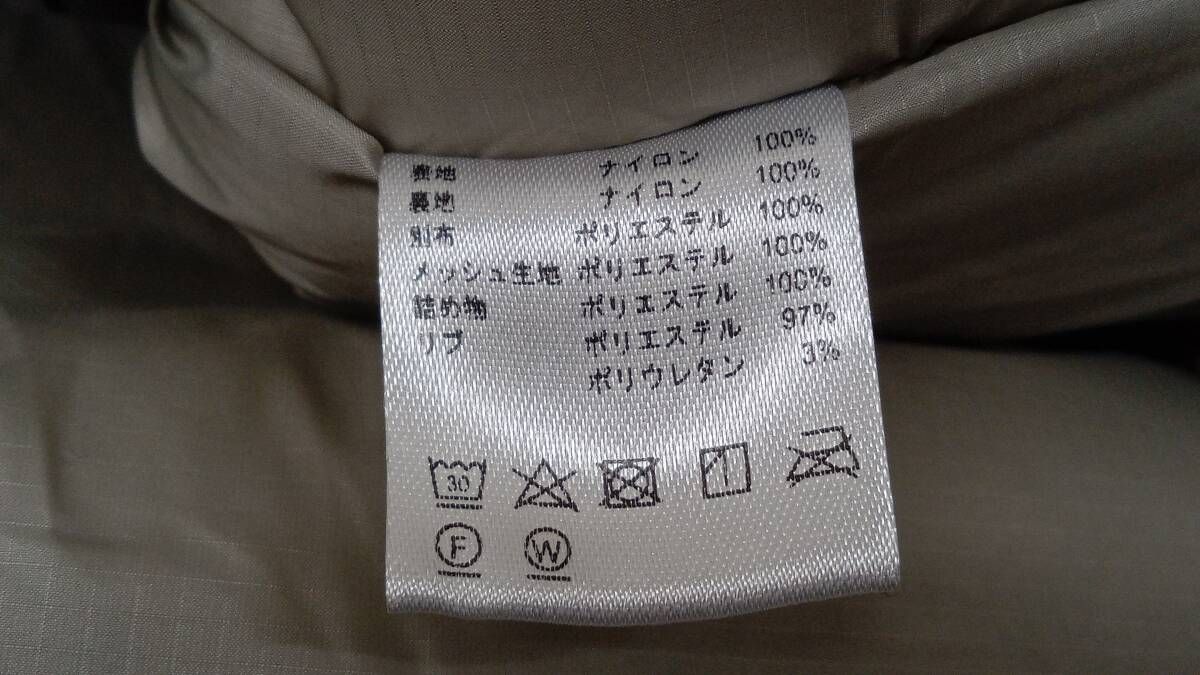 表地 ナイロン 100%
裏地 ナイロン 100%
別布 ポリエステル 100%
メッシュ生地 ポリエステル 100%
詰め物 ポリエステル 100%
リブ ポリエステル 97%
ポリウレタン 3%
30
F W